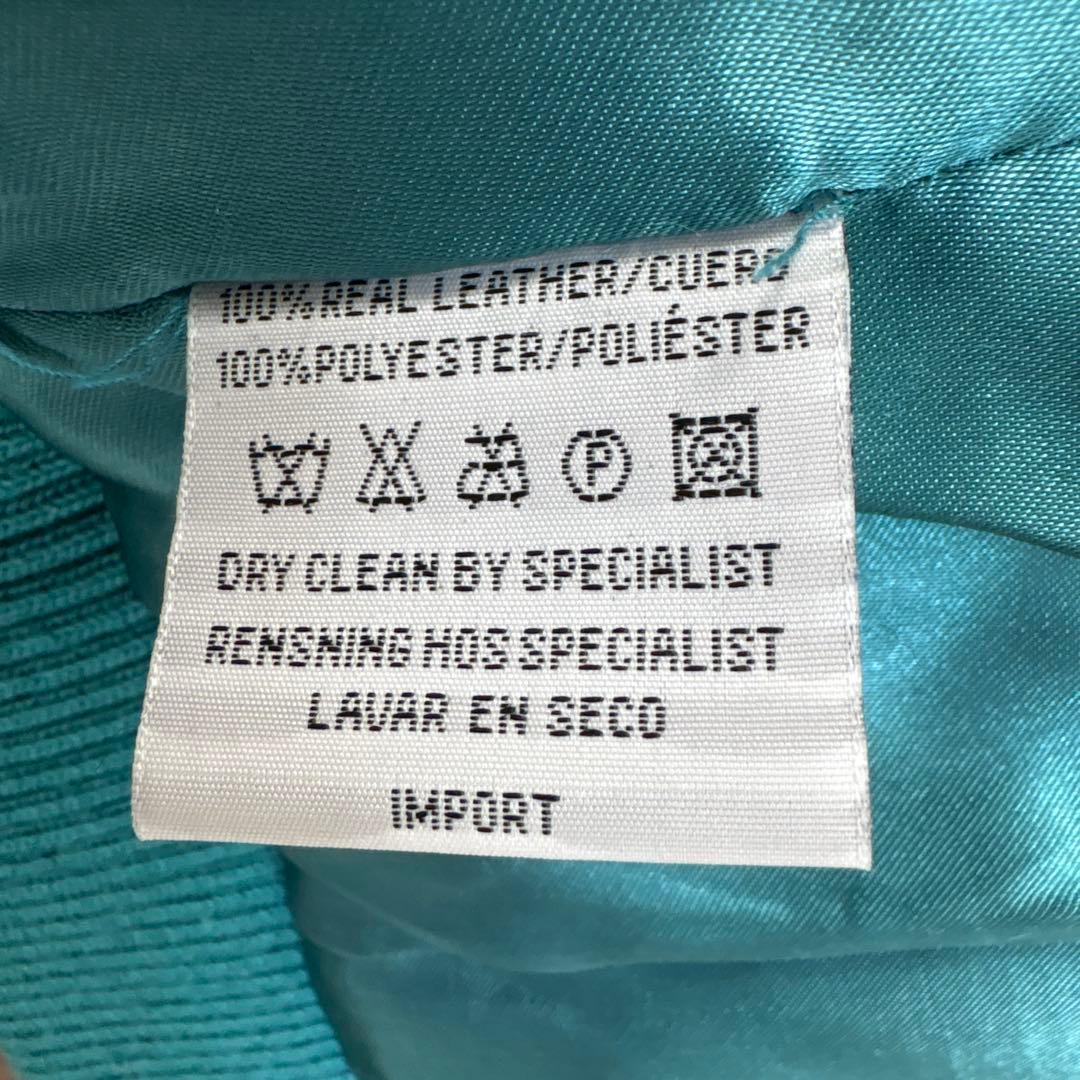 100%REAL LEATHER/CUERO
100%POLYESTER/POLIÉSTER
P
DRY CLEAN BY SPECIALIST
RENSNING HOS SPECIALIST
LAVAR EN SECO
IMPORT